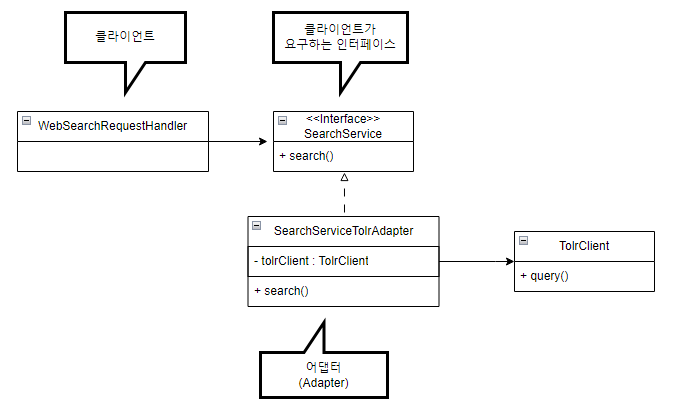 클라이언트
클라이언트가
요구하는 인터페이스
WebSearchRequestHandler
<<Interface>>
SearchService
+ search()
SearchServiceTolrAdapter
- tolrClient : TolrClient
+ search()
TolrClient
+ query()
어댑터
(Adapter)